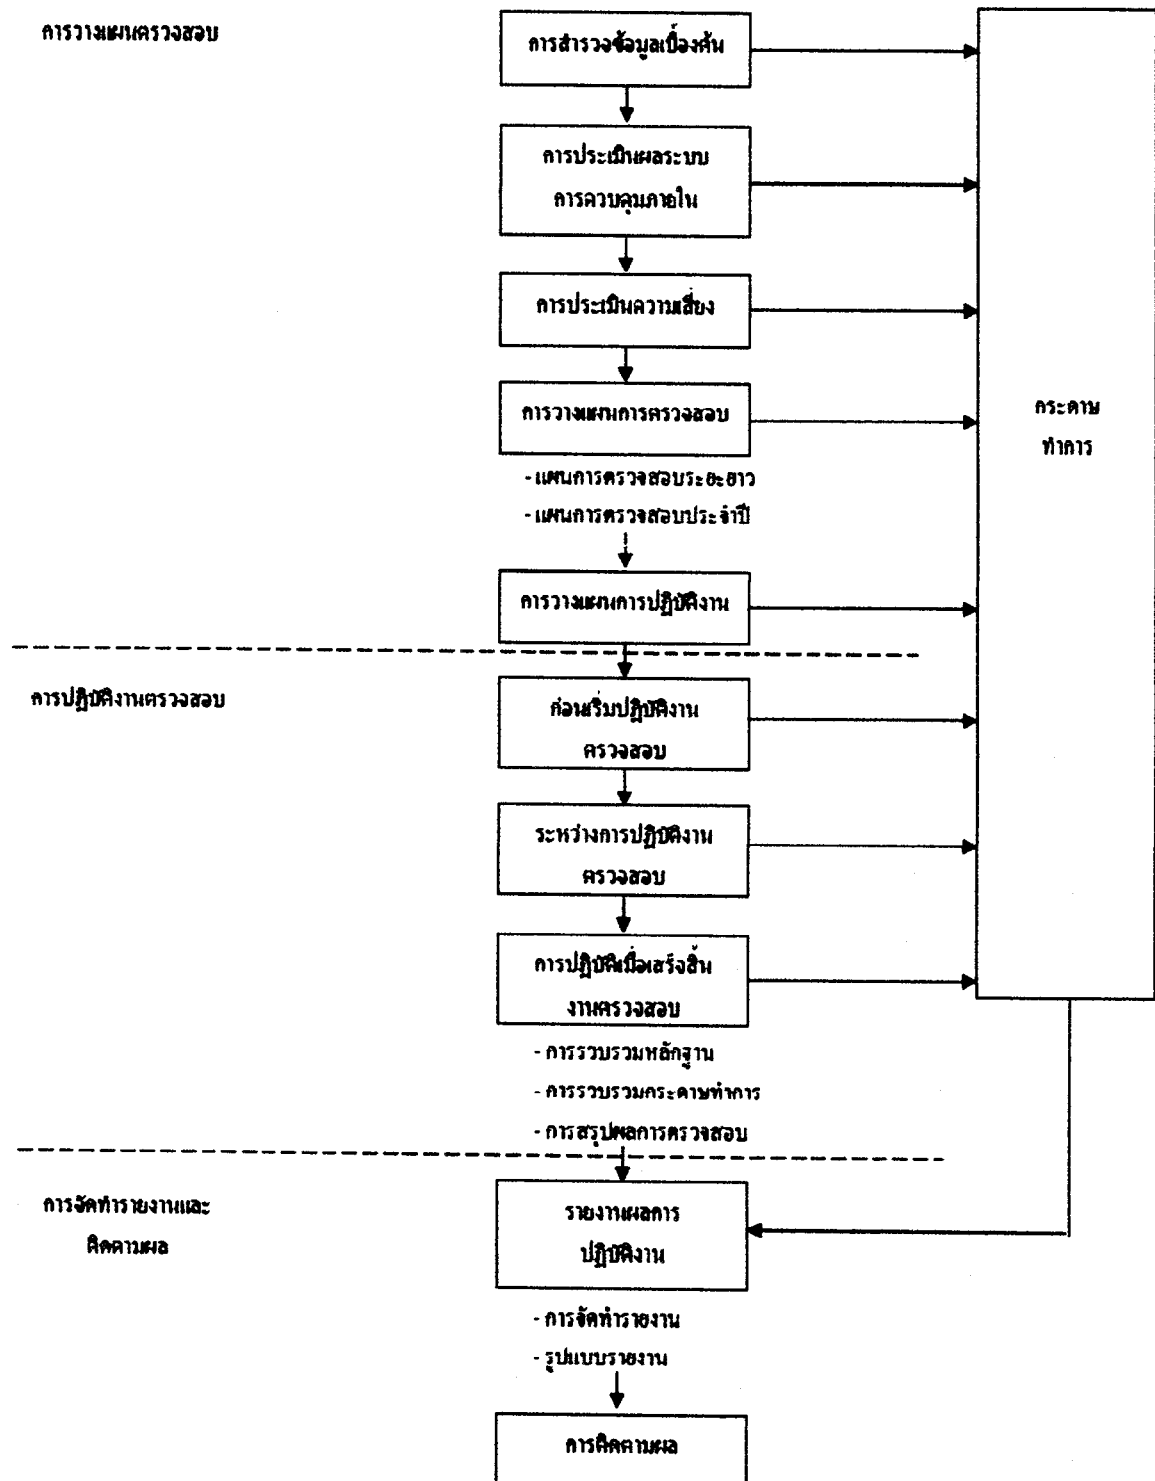 การวางแผนตรวจสอบ
การสำรวจข้อมูลเบื้องต้น
การประเมินผลระบบ
การควบคุมภายใน
การประเมินความเสี่ยง
การวางแผนการตรวจสอบ
- แผนการตรวจสอบระยะยาว
- แผนการตรวจสอบประจำปี
การวางแผนการปฏิบัติงาน
กระดาษ
ทำการ
การปฏิบัติงานตรวจสอบ
ก่อนเริ่มปฏิบัติงาน
ตรวจสอบ
ระหว่างการปฏิบัติงาน
ตรวจสอบ
การปฏิบัติเมื่อเสร็จสิ้น
งานตรวจสอบ
- การรวบรวมหลักฐาน
- การรวบรวมกระดาษทำการ
- การสรุปผลการตรวจสอบ
การจัดทำรายงานและ
ติดตามผล
รายงานผลการ
ปฏิบัติงาน
- การจัดทำรายงาน
- รูปแบบรายงาน
การติดตามผล